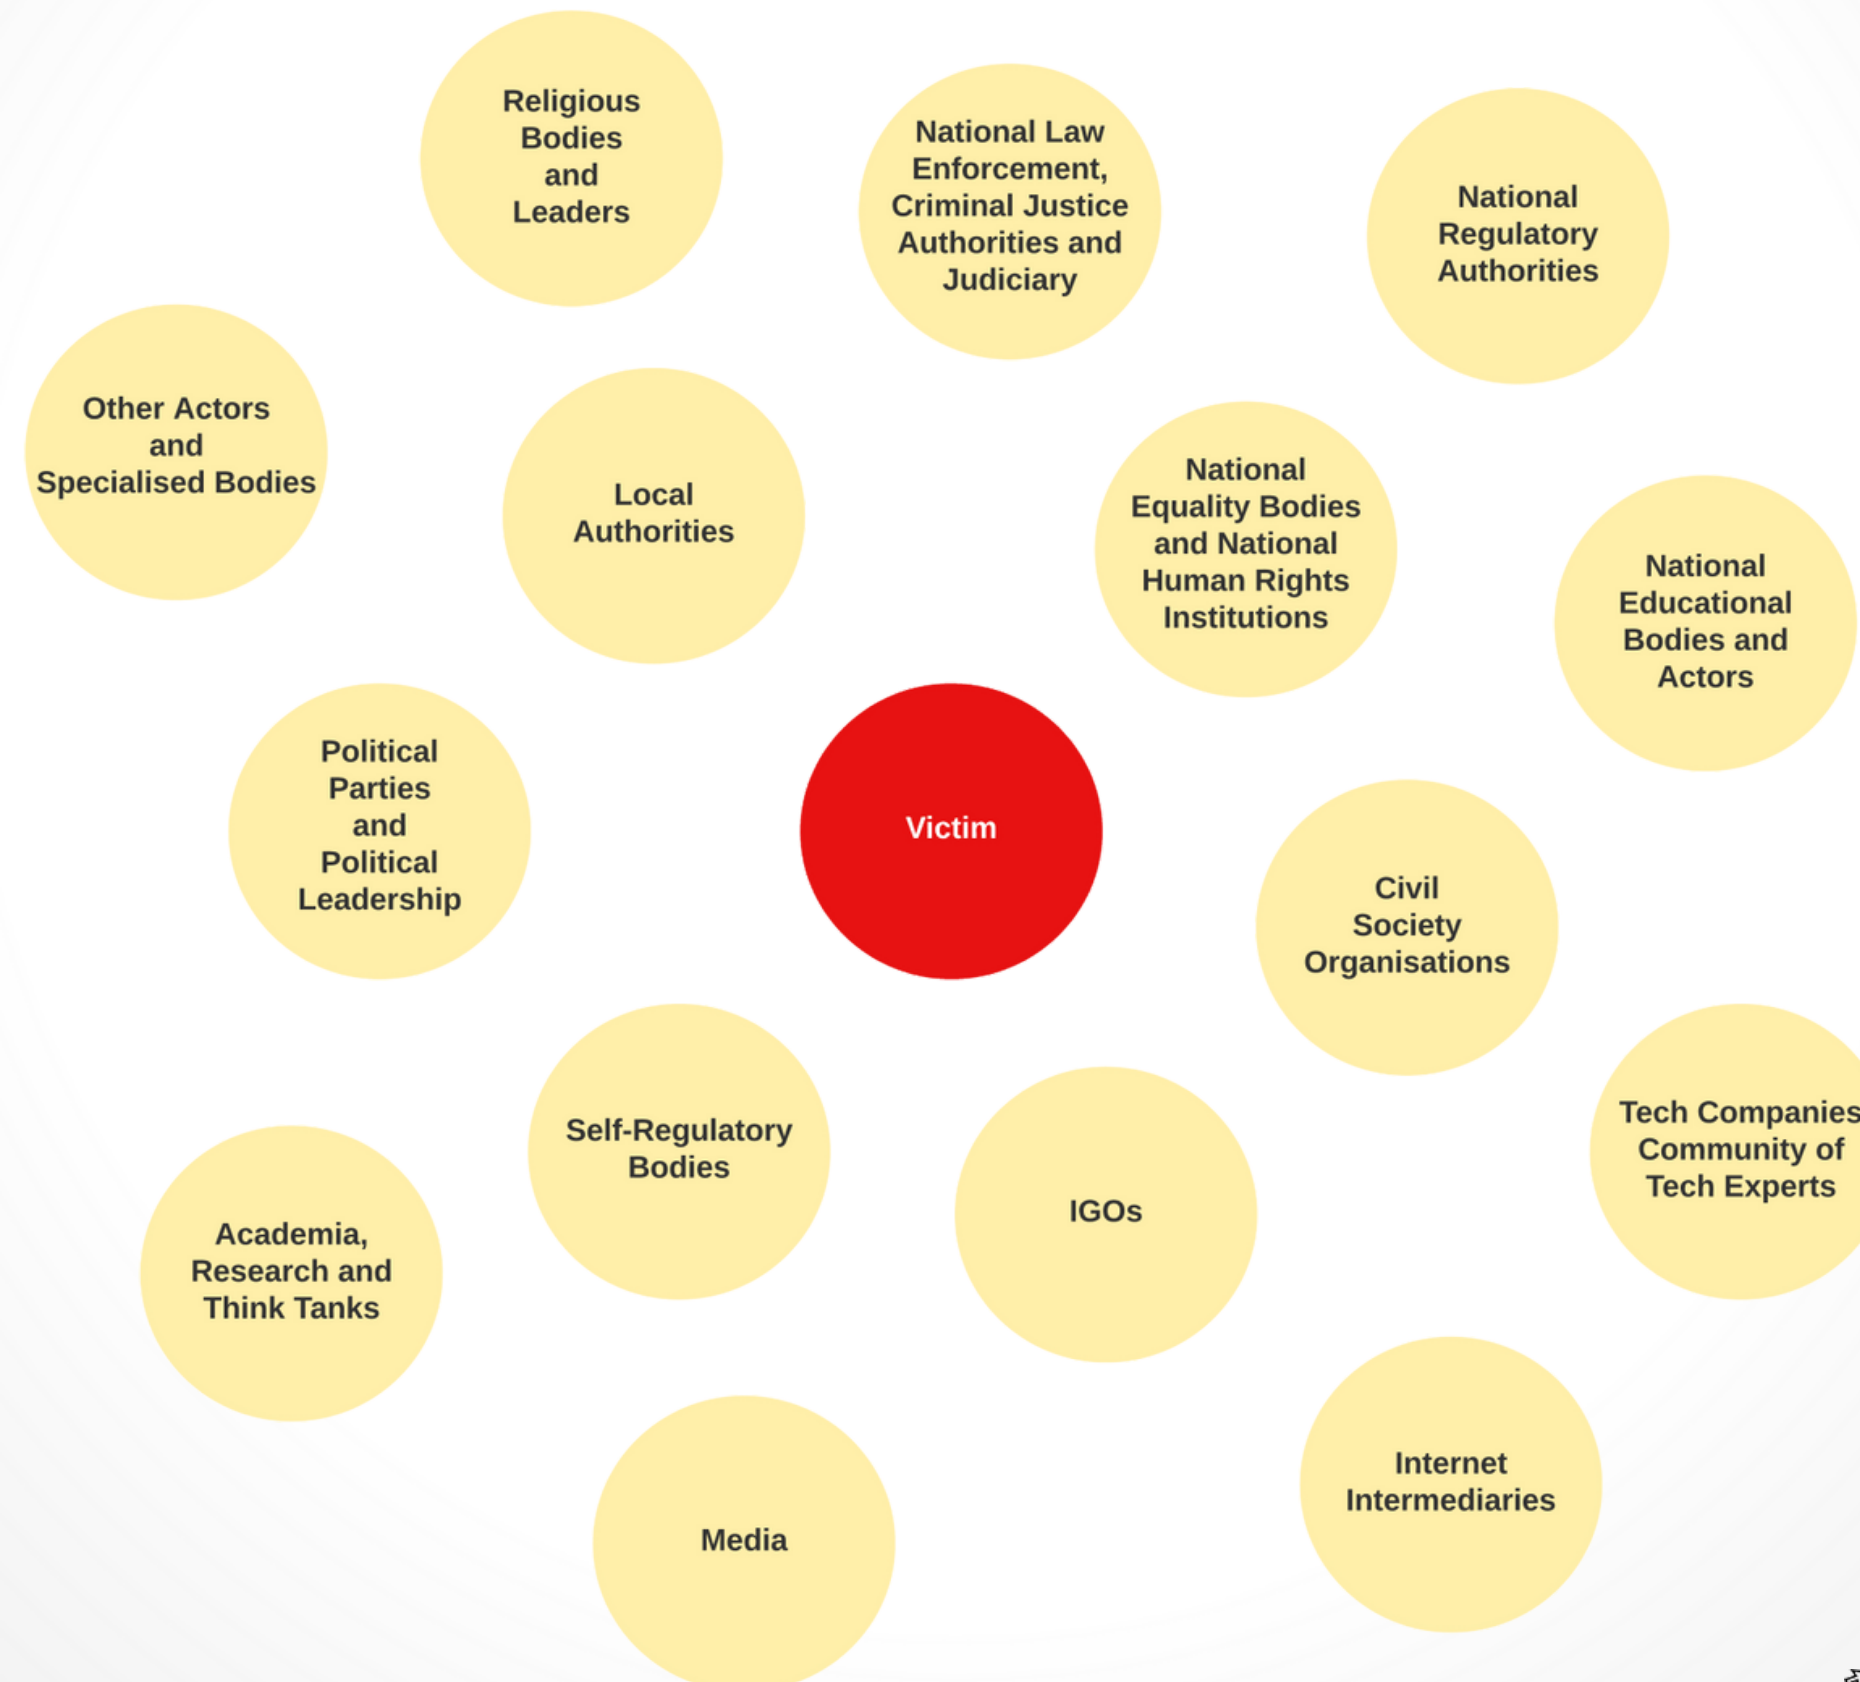 Religious
Bodies
and
Leaders
National Law
Enforcement,
Criminal Justice
Authorities and
Judiciary
National
Regulatory
Authorities
Other Actors
and
Specialised Bodies
Local
Authorities
National
Equality Bodies
and National
Human Rights
Institutions
National
Educational
Bodies and
Actors
Political
Parties
and
Political
Leadership
Victim
Civil
Society
Organisations
Tech Companies
Community of
Tech Experts
Self-Regulatory
Bodies
IGOs
Academia,
Research and
Think Tanks
Internet
Intermediaries
Media